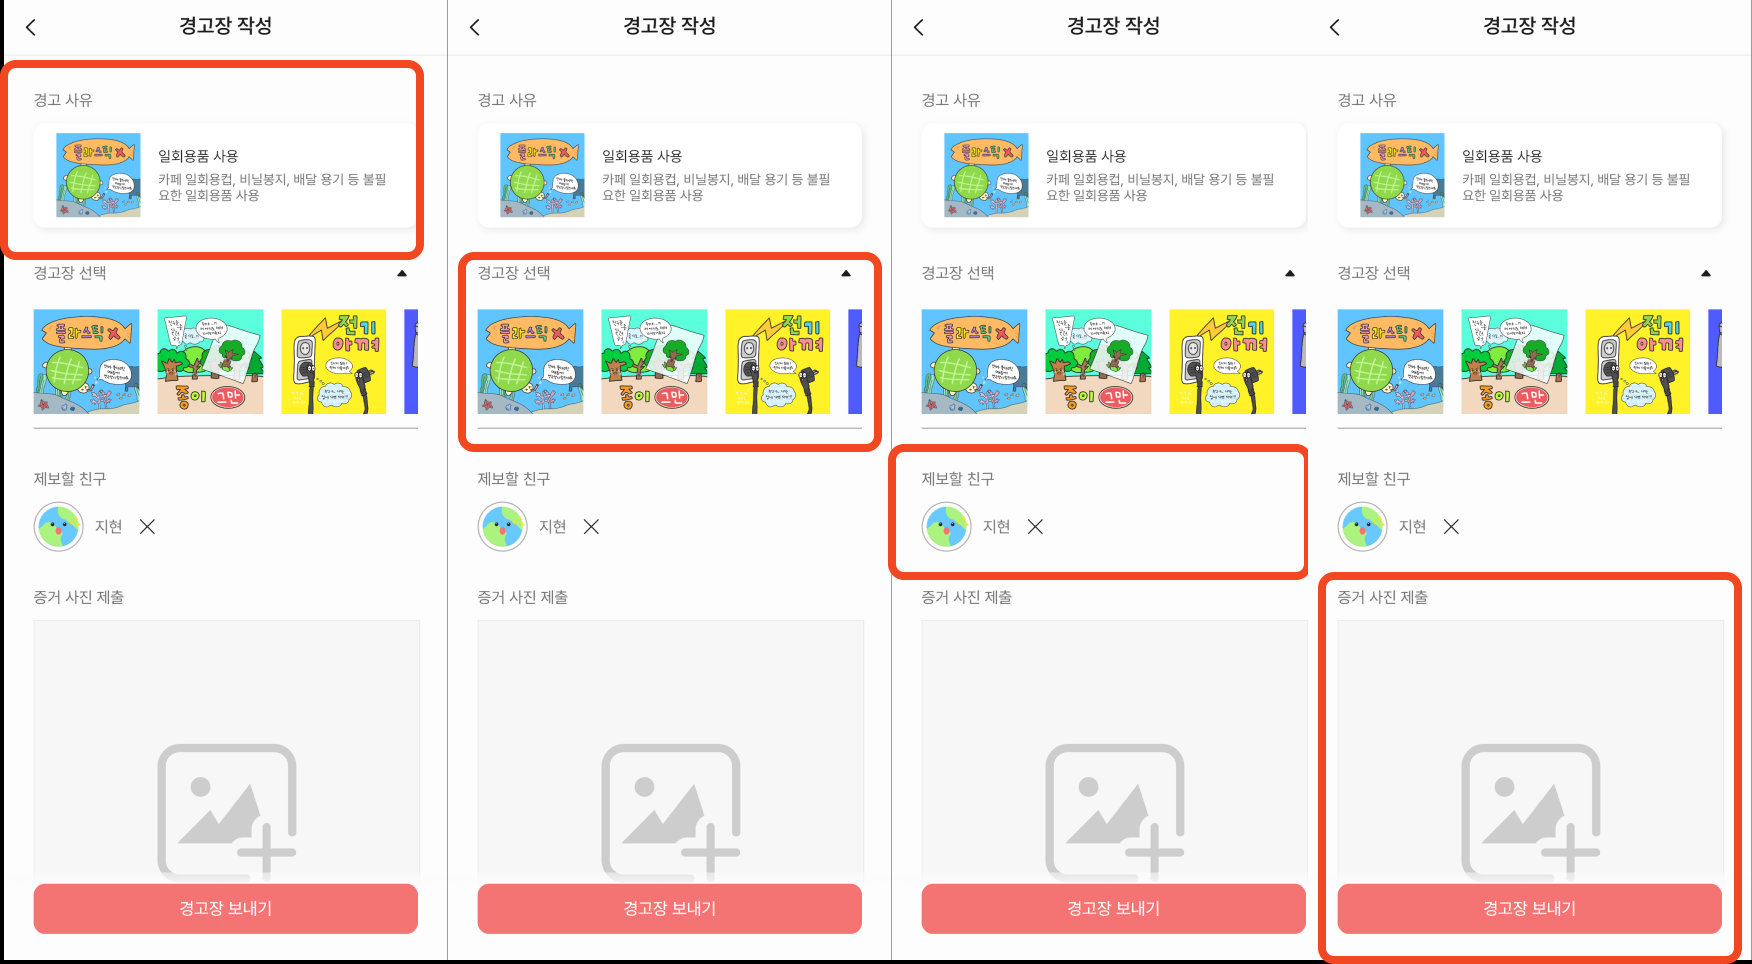 경고장 작성
경고 사유
플라스틱 X
일회용품 사용
카페 일회용컵, 비닐봉지, 배달 용기 등 불필
요한 일회용품 사용
경고장 선택
플라스틱 X
종이 그만
전기
아껴
제보할 친구
지현
증거 사진 제출
경고장 보내기
경고장 작성
경고 사유
플라스틱 X
일회용품 사용
카페 일회용컵, 비닐봉지, 배달 용기 등 불필
요한 일회용품 사용
경고장 선택
플라스틱 X
종이 그만
전기
아껴
제보할 친구
지현
증거 사진 제출
경고장 보내기
경고장 작성
경고 사유
플라스틱 X
일회용품 사용
카페 일회용컵, 비닐봉지, 배달 용기 등 불필
요한 일회용품 사용
경고장 선택
플라스틱 X
종이 그만
전기
아껴
제보할 친구
지현
증거 사진 제출
경고장 보내기
경고장 작성
경고 사유
플라스틱 X
일회용품 사용
카페 일회용컵, 비닐봉지, 배달 용기 등 불필
요한 일회용품 사용
경고장 선택
플라스틱 X
종이 그만
전기
아껴
제보할 친구
지현
증거 사진 제출
경고장 보내기